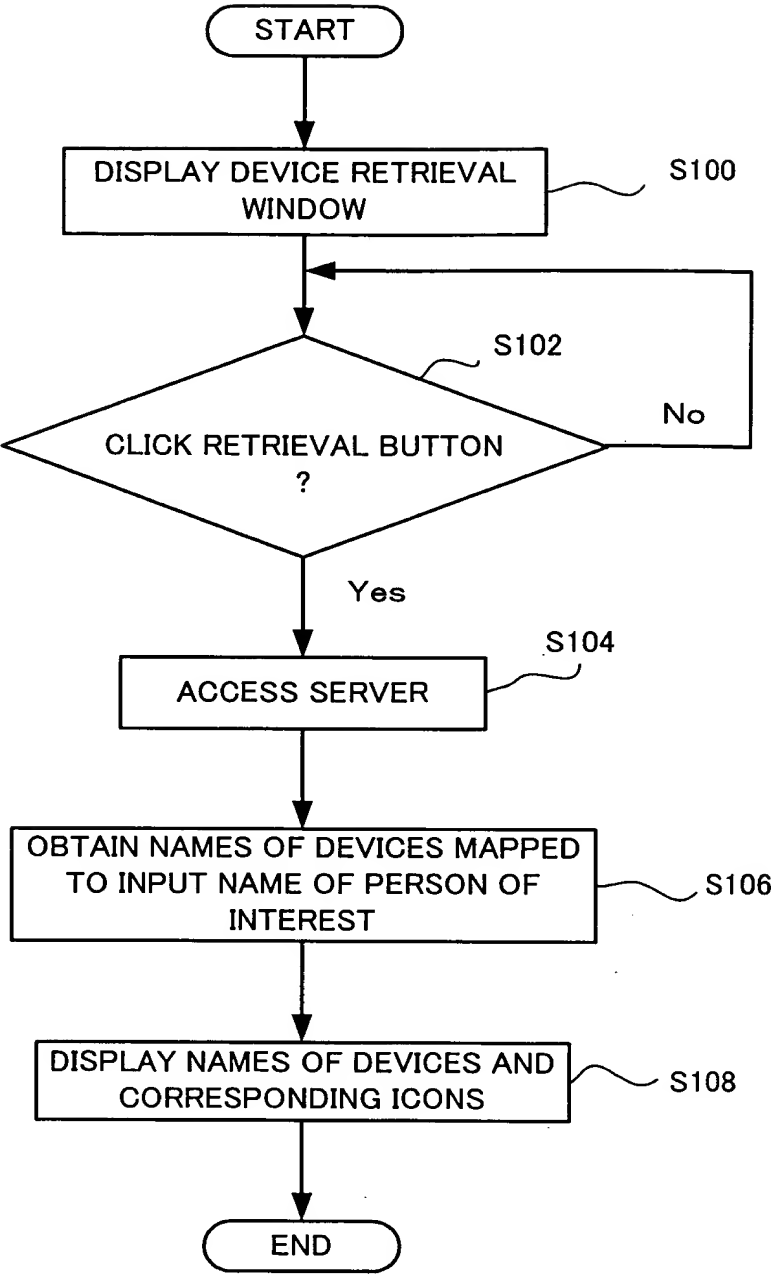 START
DISPLAY DEVICE RETRIEVAL
WINDOW
S100
S102
CLICK RETRIEVAL BUTTON
?
No
Yes
S104
ACCESS SERVER
OBTAIN NAMES OF DEVICES MAPPED
TO INPUT NAME OF PERSON OF
INTEREST
S106
DISPLAY NAMES OF DEVICES AND
CORRESPONDING ICONS
S108
END